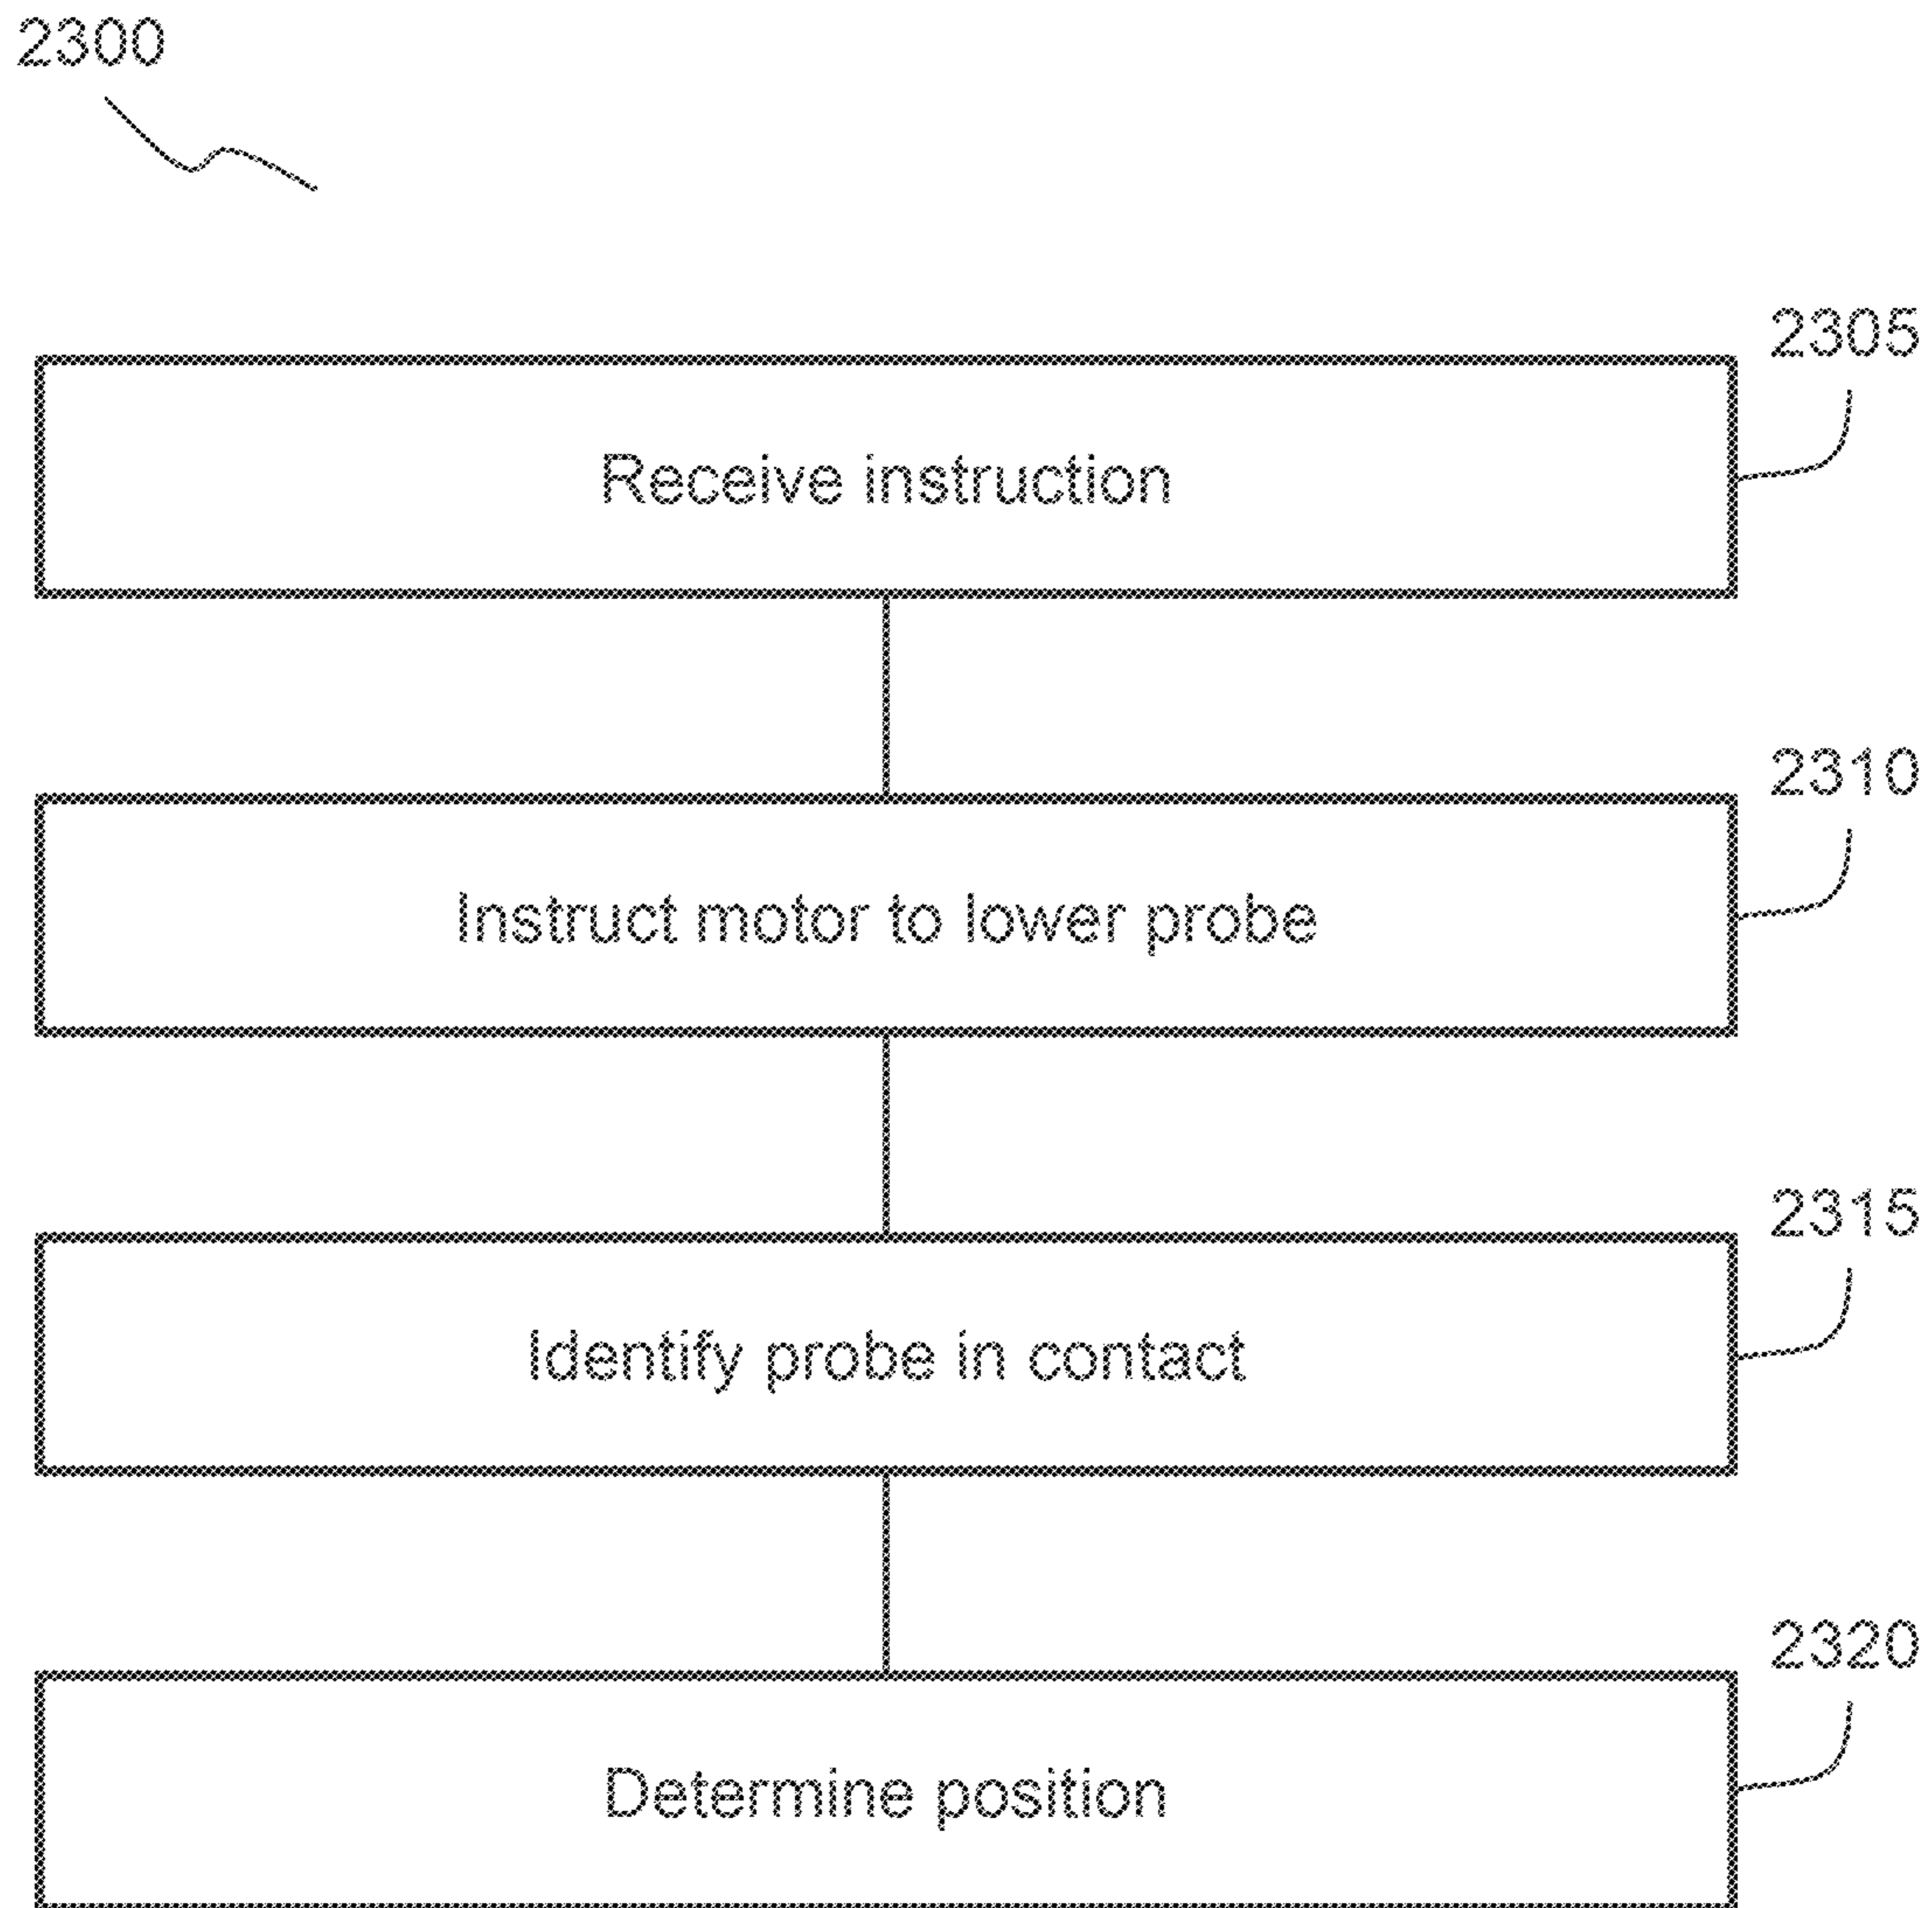 2300
2305
Receive instruction
2310
Instruct motor to lower probe
2315
Identify probe in contact
2320
Determine position